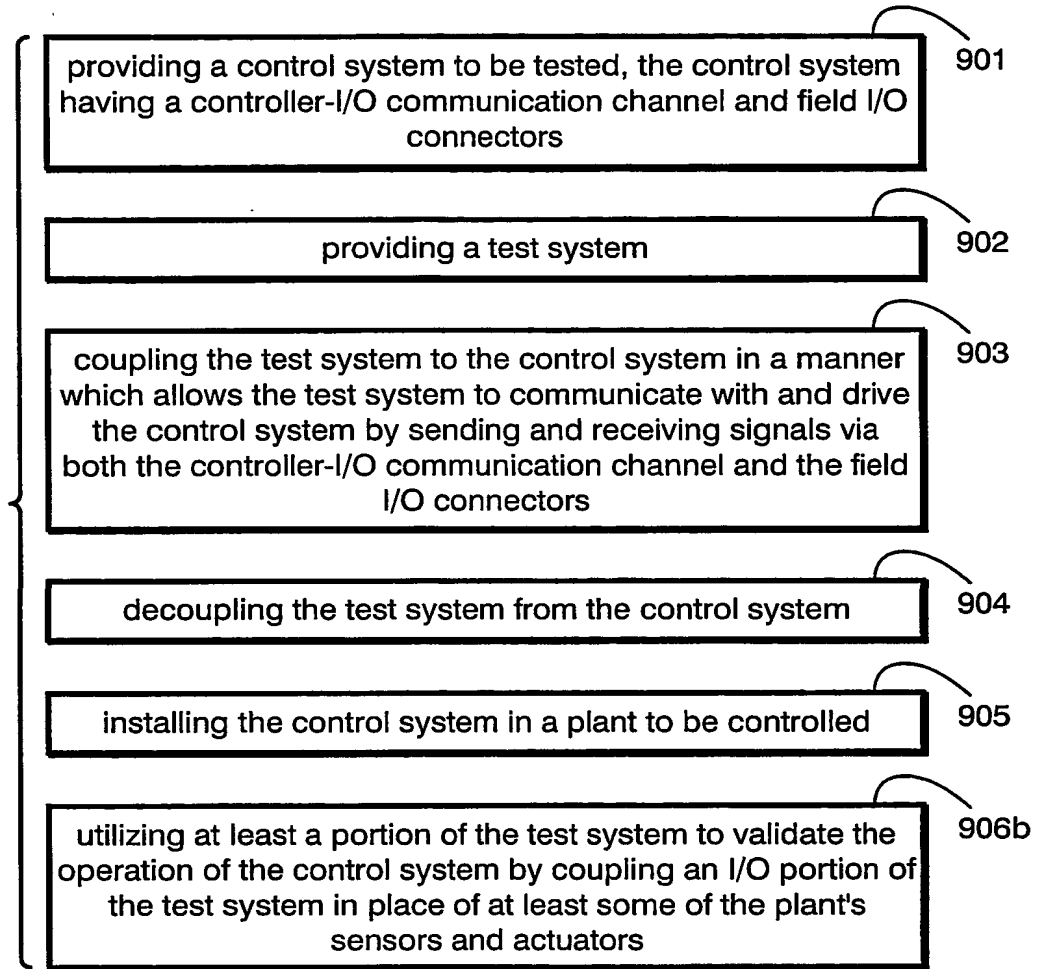 providing a control system to be tested, the control system
having a controller-I/O communication channel and field I/O
connectors
901
providing a test system
902
coupling the test system to the control system in a manner
which allows the test system to communicate with and drive
the control system by sending and receiving signals via
both the controller-I/O communication channel and the field
I/O connectors
903
decoupling the test system from the control system
904
installing the control system in a plant to be controlled
905
utilizing at least a portion of the test system to validate the
operation of the control system by coupling an I/O portion of
the test system in place of at least some of the plant's
sensors and actuators
906b